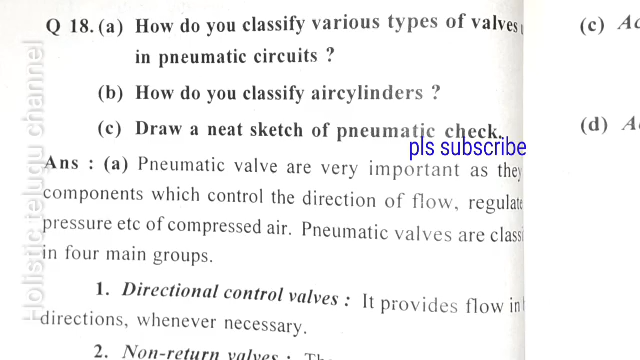 Q 18. (a) How do you classify various types of valves
in pneumatic circuits ?
(b) How do you classify aircylinders ?
(c) Draw a neat sketch of pneumatic check.
pls subscribe
Ans : (a) Pneumatic valve are very important as they
components which control the direction of flow, regulate
pressure etc of compressed air. Pneumatic valves are
in four main groups.
1. Directional control valves : It provides flow in
directions, whenever necessary.
2. Non-return valves :
(c)
(d)
Holistic telugu channel